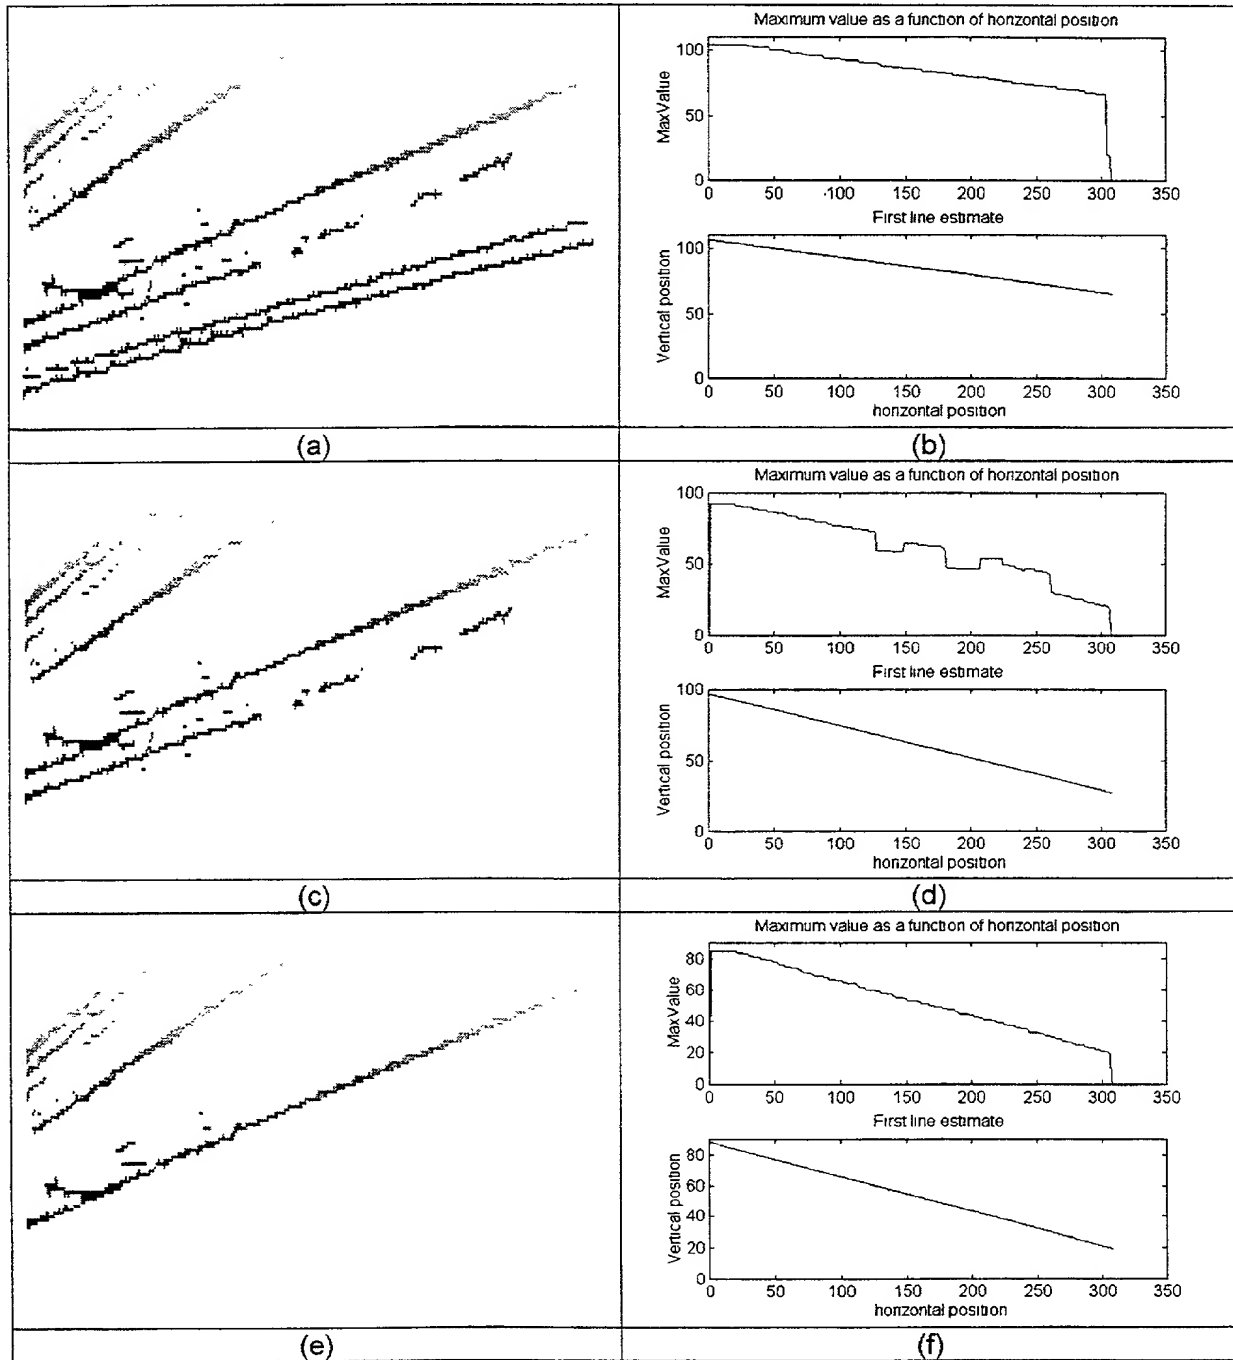 Maximum value as a function of horizontal position
MaxValue
100
50
0
0 50 100 150 200 250 300 350
First line estimate
Vertical position
100
50
0
0 50 100 150 200 250 300 350
horizontal position
(a)
(b)
Maximum value as a function of horizontal position
MaxValue
100
50
0
0 50 100 150 200 250 300 350
First line estimate
Vertical position
100
50
0
0 50 100 150 200 250 300 350
horizontal position
(c)
(d)
Maximum value as a function of horizontal position
MaxValue
80
60
40
20
0
0 50 100 150 200 250 300 350
First line estimate
Vertical position
80
60
40
20
0
0 50 100 150 200 250 300 350
horizontal position
(e)
(f)